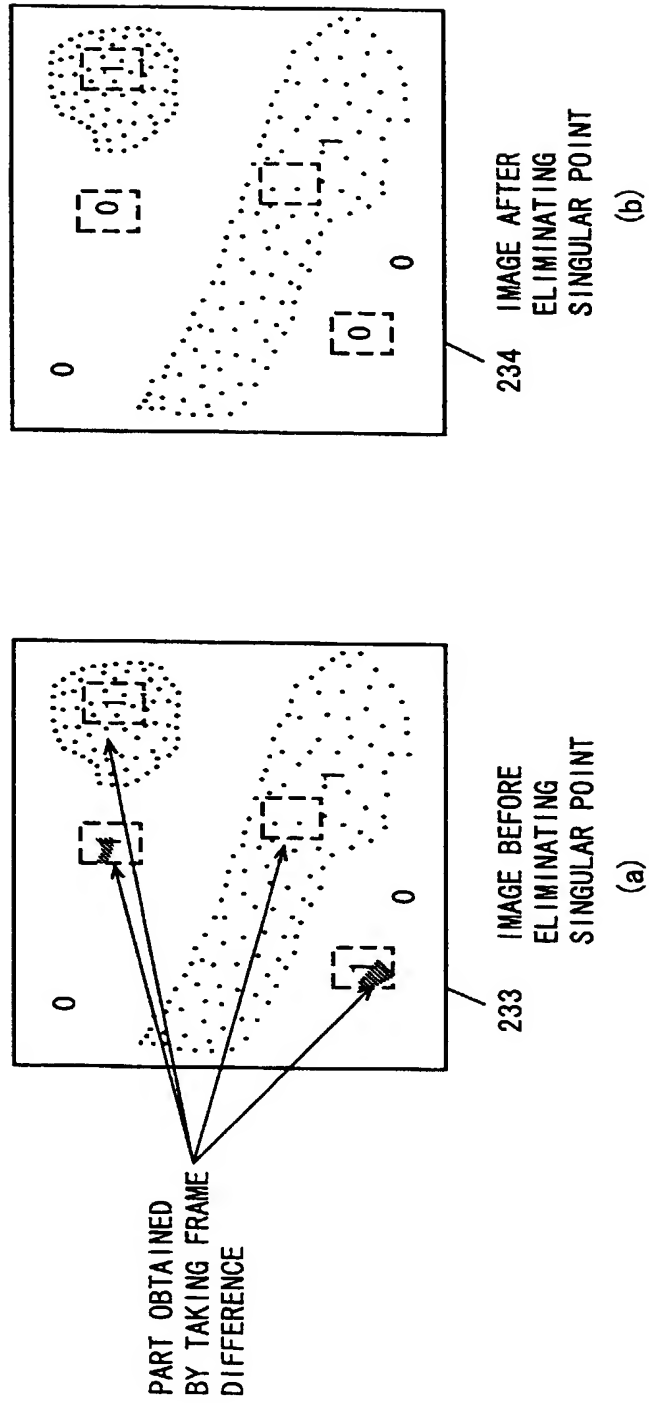 PART OBTAINED
BY TAKING FRAME
DIFFERENCE
0
1
1
1
1
0
233
IMAGE BEFORE
ELIMINATING
SINGULAR POINT
(a)
0
0
1
1
0
0
234
IMAGE AFTER
ELIMINATING
SINGULAR POINT
(b)